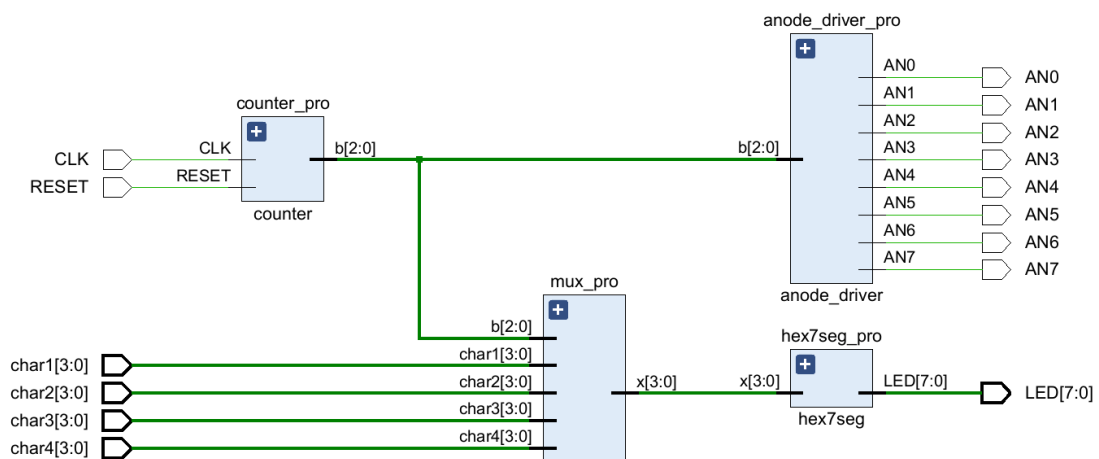 anode_driver_pro
AN0 AN0
AN1 AN1
counter_pro
AN2 AN2
CLK CLK b[2:0] b[2:0] AN3 AN3
RESET RESET AN4 AN4
counter AN5 AN5
AN6 AN6
AN7 AN7
mux_pro anode_driver
b[2:0] hex7seg_pro
char1[3:0] char1[3:0]
char2[3:0] char2[3:0] x[3:0] x[3:0] LED[7:0] LED[7:0]
char3[3:0] char3[3:0] hex7seg
char4[3:0] char4[3:0]